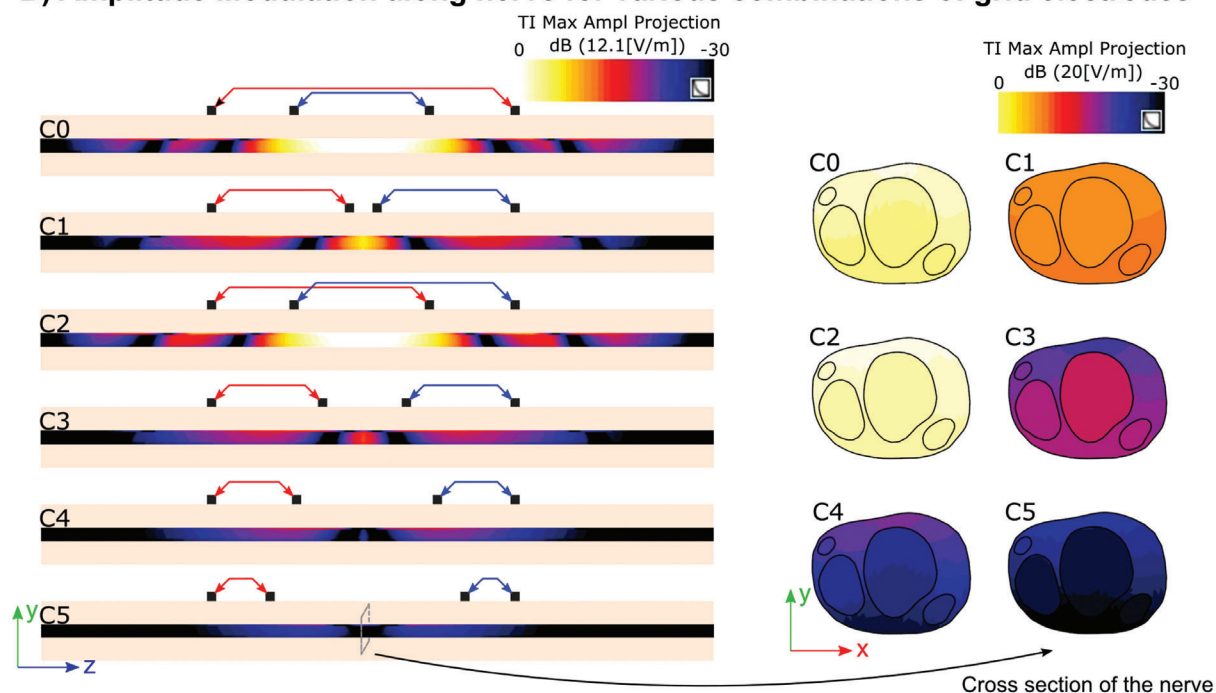 TI Max Ampl Projection
0 dB (12.1[V/m]) -30
TI Max Ampl Projection
dB (20[V/m])
0 -30
C0
C1
C2
C3
C4
C5
y
z
C0 C1
C2 C3
C4 C5
y
x
Cross section of the nerve